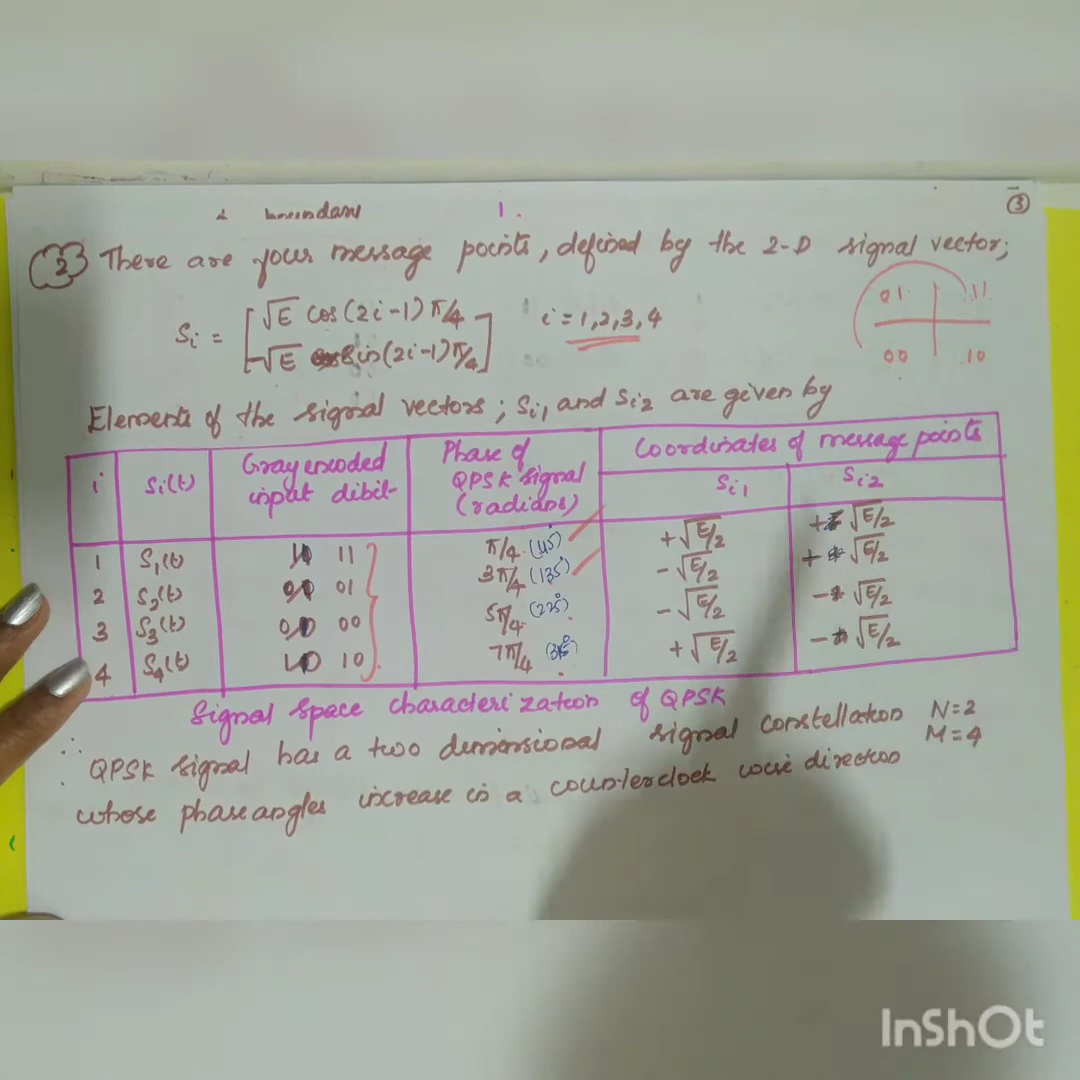 ③
& boundary 1.
2 There are four message points, defined by the 2-D signal vector;
01 11
00 10
Si = [√E cos(2i-1)π/4
-√E sin(2i-1)π/4] i = 1,2,3,4
Elements of the signal vectors; Si1 and Si2 are given by
i Si(t) Gray encoded input dibit Phase of QPSK signal (radians) Coordinates of message points
Si1 Si2
1 S1(t) 11 π/4 (45°) +√E/2 + √E/2
2 S2(t) 01 3π/4 (135°) -√E/2 + √E/2
3 S3(t) 00 5π/4 (225°) -√E/2 - √E/2
4 S4(t) 10 7π/4 +√E/2 - √E/2
Signal space characterization of QPSK
∴ QPSK signal has a two dimensional signal constellation N=2
M=4
whose phase angles increase in a counterclock wise direction
InShOt